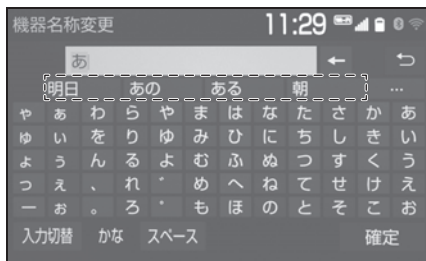 機器名称変更 11:29
あ ←
明日 あの ある 朝 ...
ゃ ぁ わ ら や ま は な た さ か あ
ゅ ぃ を り ゆ み ひ に ち し き い
ょ ぅ ん る よ む ふ ぬ つ す く う
っ ぇ 、 れ ゛ め へ ね て せ け え
ー ぉ 。 ろ ゜ も ほ の と そ こ お
入力切替 かな スペース 確定